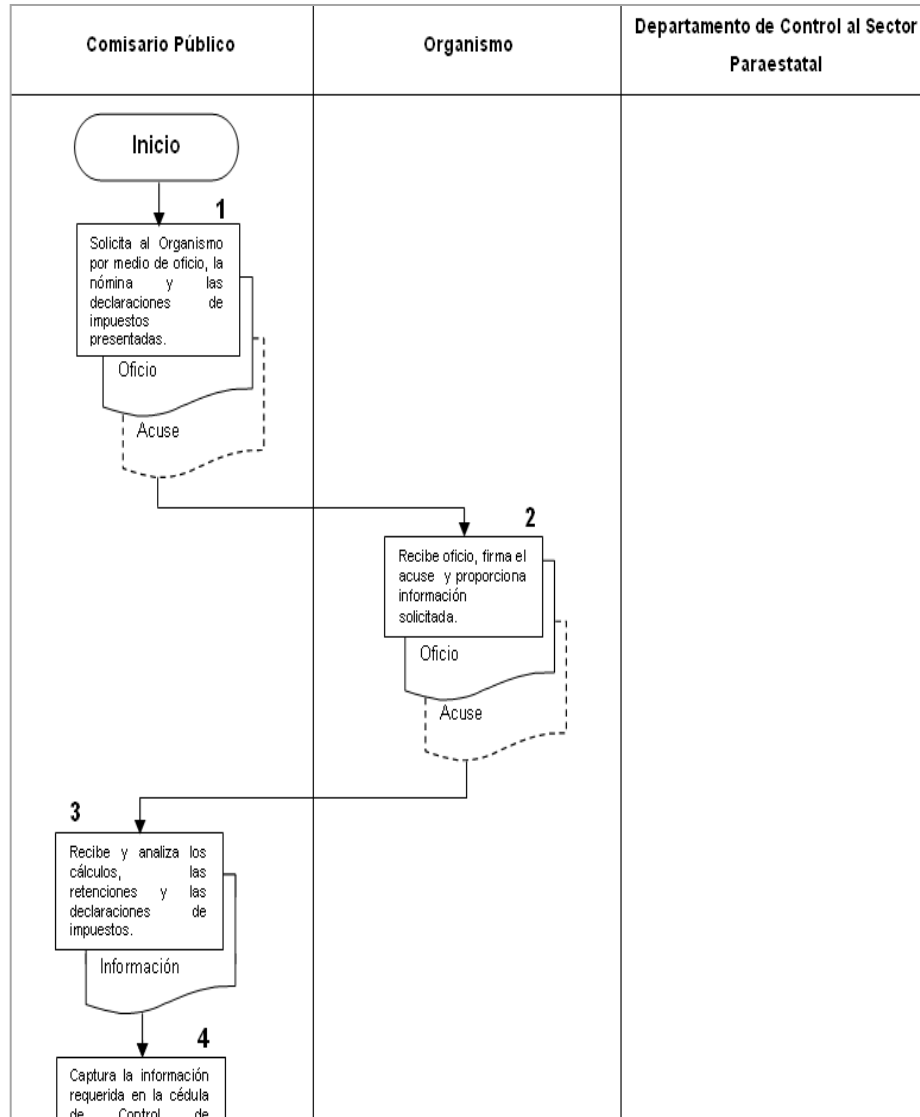 Comisario Público
Organismo
Departamento de Control al Sector
Paraestatal
Inicio
1
Solicita al Organismo
por medio de oficio, la
nómina y las
declaraciones de
impuestos
presentadas.
Oficio
Acuse
2
Recibe oficio, firma el
acuse y proporciona
información
solicitada.
Oficio
Acuse
3
Recibe y analiza los
cálculos, las
retenciones y las
declaraciones de
impuestos.
Información
4
Captura la información
requerida en la cédula
de Control de